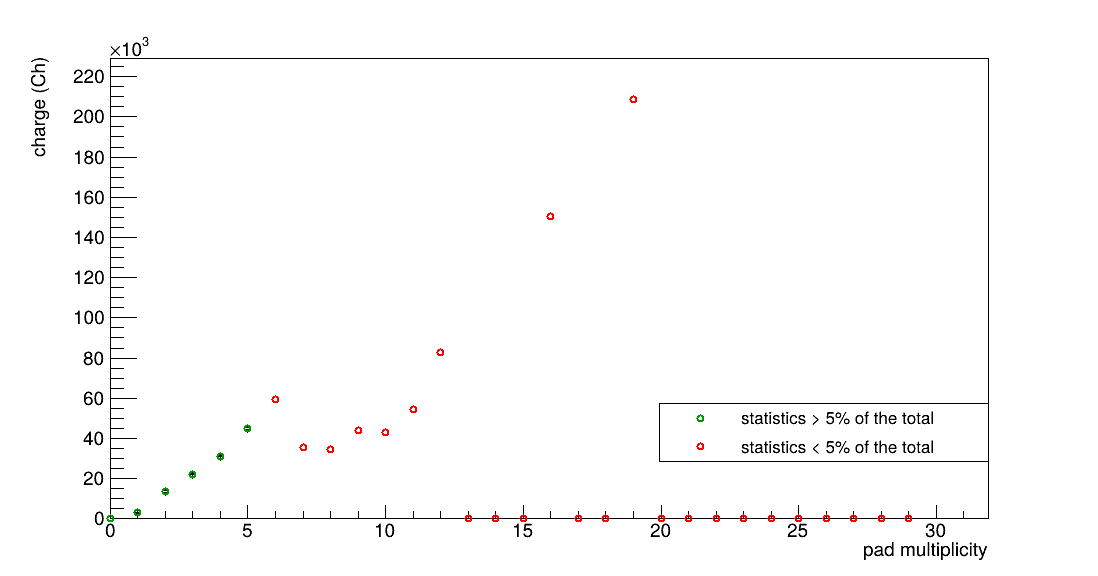 ×10³
charge (Ch)
220
200
180
160
140
120
100
80
60
40
20
0
statistics > 5% of the total
statistics < 5% of the total
0 5 10 15 20 25 30
pad multiplicity